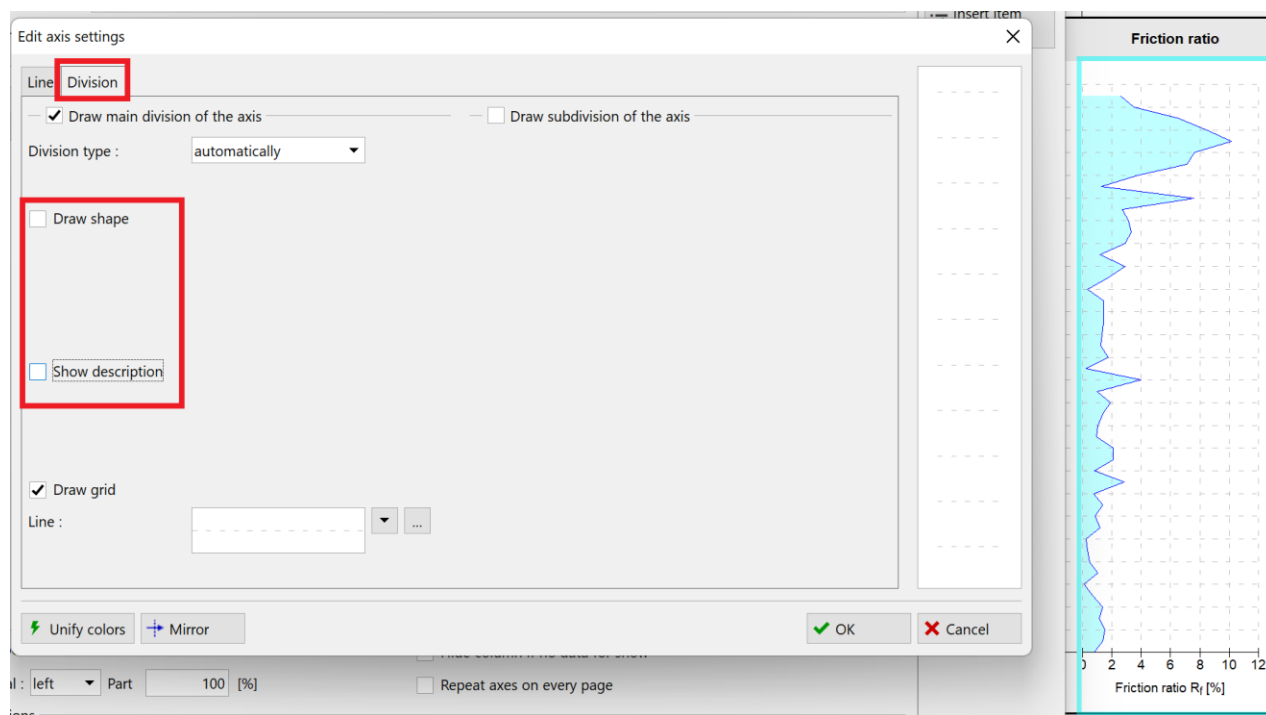 Insert item
Edit axis settings
Friction ratio
Line Division
Draw main division of the axis
Draw subdivision of the axis
Division type : automatically
Draw shape
Show description
Draw grid
Line :
...
Unify colors Mirror OK Cancel
left Part 100 [%]
Repeat axes on every page
2 4 6 8 10 12
Friction ratio Rf [%]